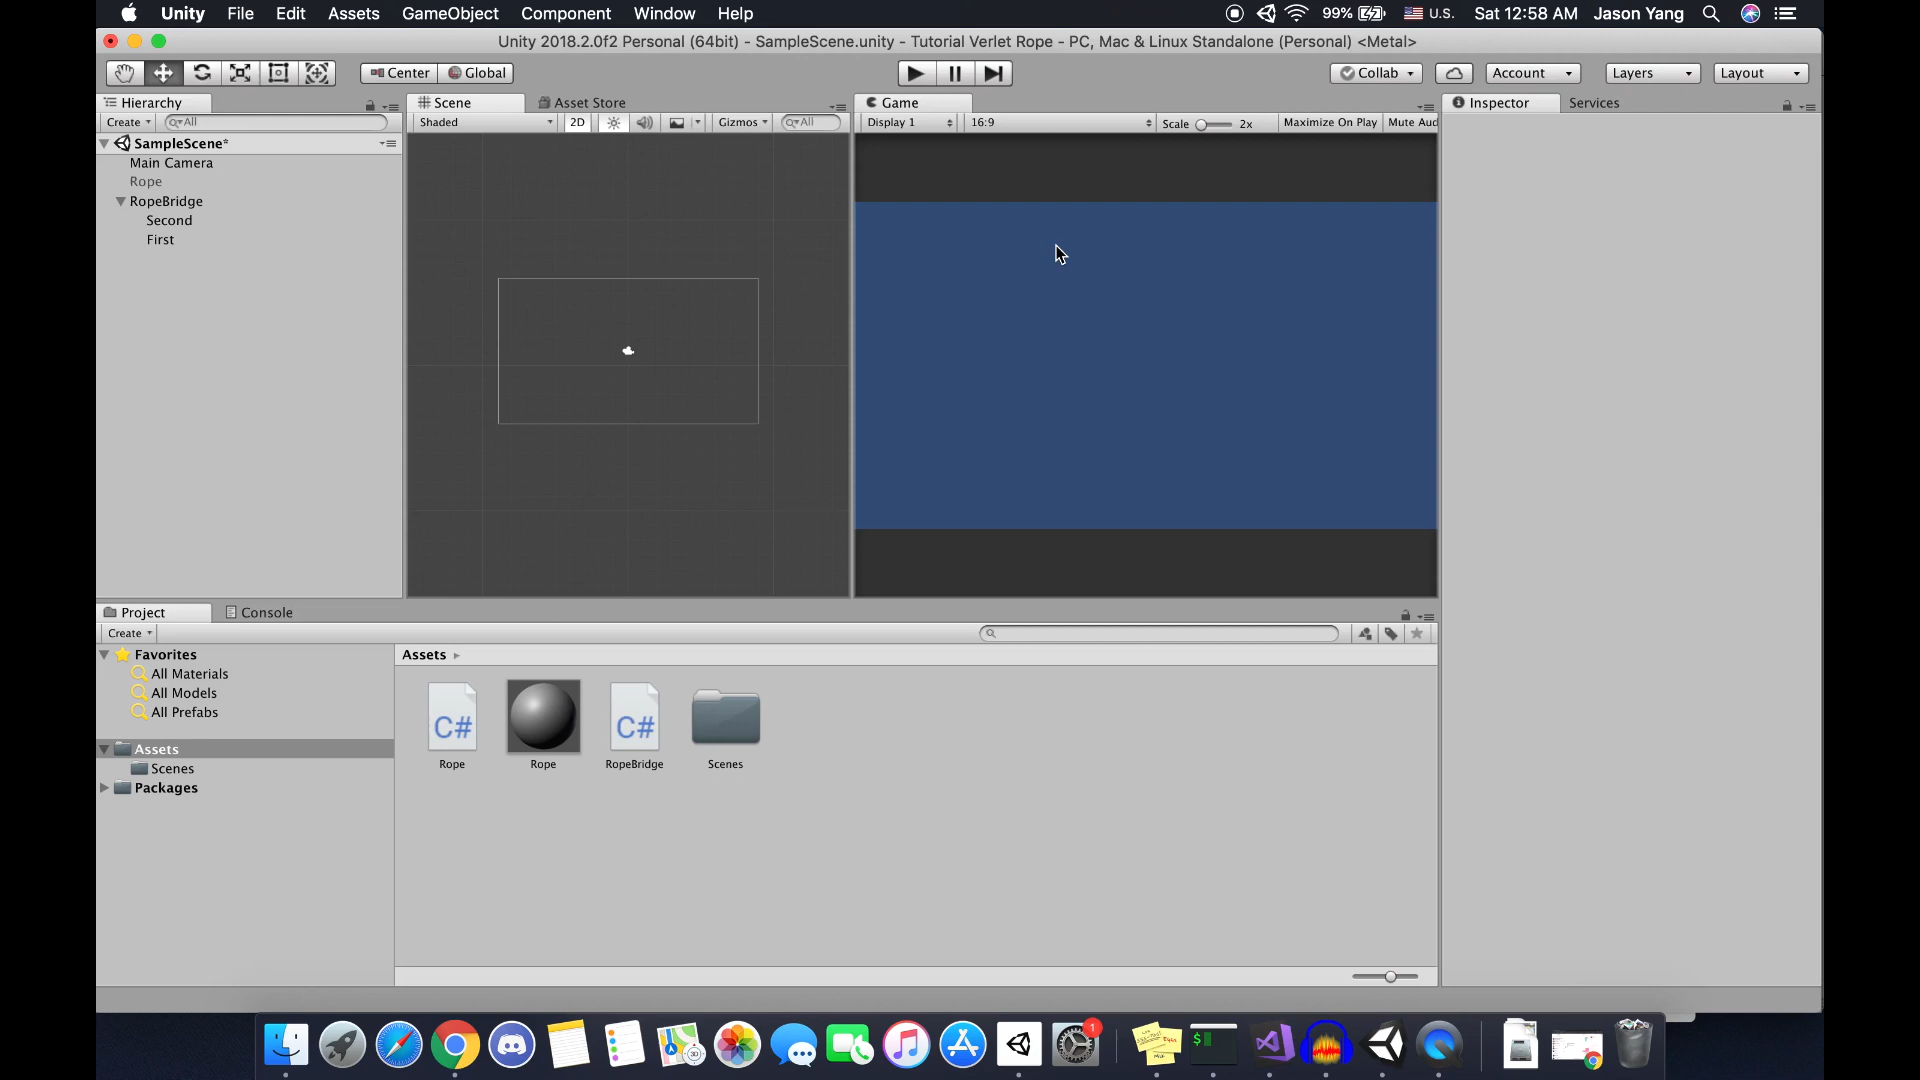 Unity File Edit Assets GameObject Component Window Help 99% U.S. Sat 12:58 AM Jason Yang
Unity 2018.2.0f2 Personal (64bit) - SampleScene.unity - Tutorial Verlet Rope - PC, Mac & Linux Standalone (Personal) <Metal>
Center Global Collab Account Layers Layout
Hierarchy Scene Asset Store Game Inspector Services
Create All Shaded 2D Gizmos All Display 1 16:9 Scale 2x Maximize On Play Mute Aud
SampleScene*
Main Camera
Rope
RopeBridge
Second
First
Project Console
Create
Favorites
All Materials
All Models
All Prefabs
Assets
Scenes
Packages
Assets
C# C#
Rope Rope RopeBridge Scenes
1
$